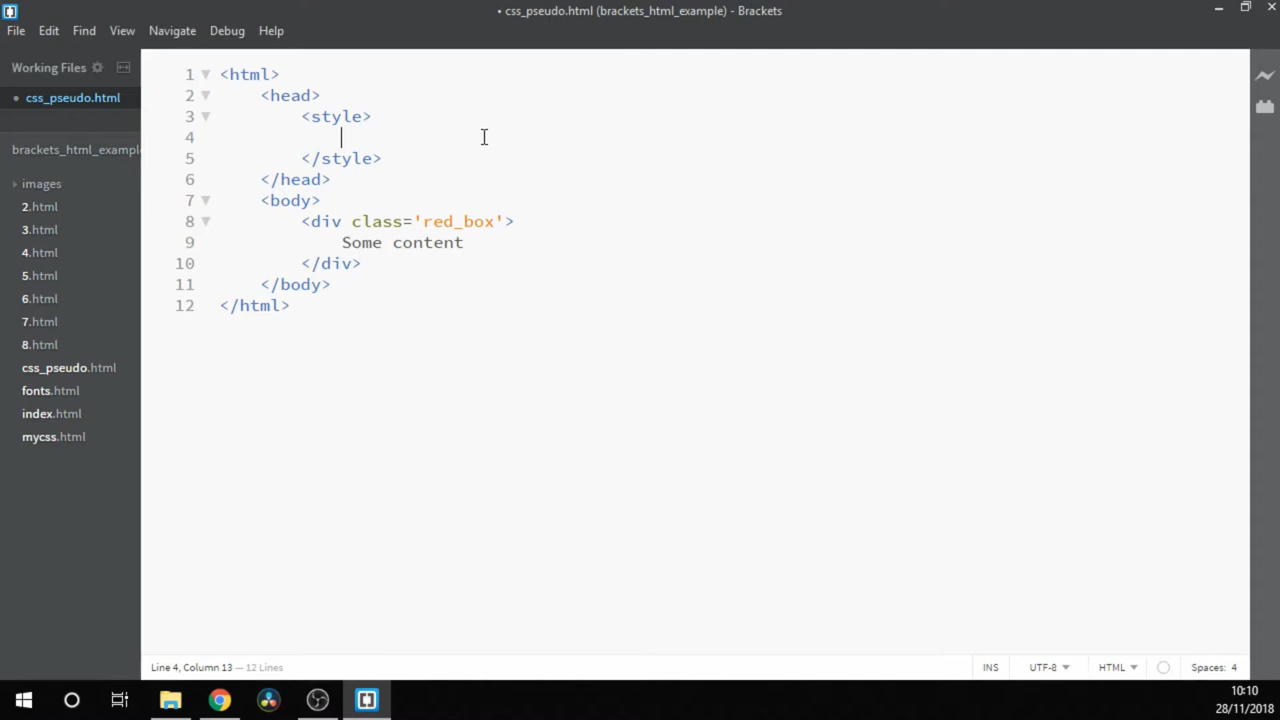 • css_pseudo.html (brackets_html_example) - Brackets
File Edit Find View Navigate Debug Help
Working Files
• css_pseudo.html
brackets_html_example
images
2.html
3.html
4.html
5.html
6.html
7.html
8.html
css_pseudo.html
fonts.html
index.html
mycss.html
1 <html>
2 <head>
3 <style>
4
5 </style>
6 </head>
7 <body>
8 <div class='red_box'>
9 Some content
10 </div>
11 </body>
12 </html>
Line 4, Column 13 — 12 Lines
INS UTF-8 HTML Spaces: 4
10:10
28/11/2018